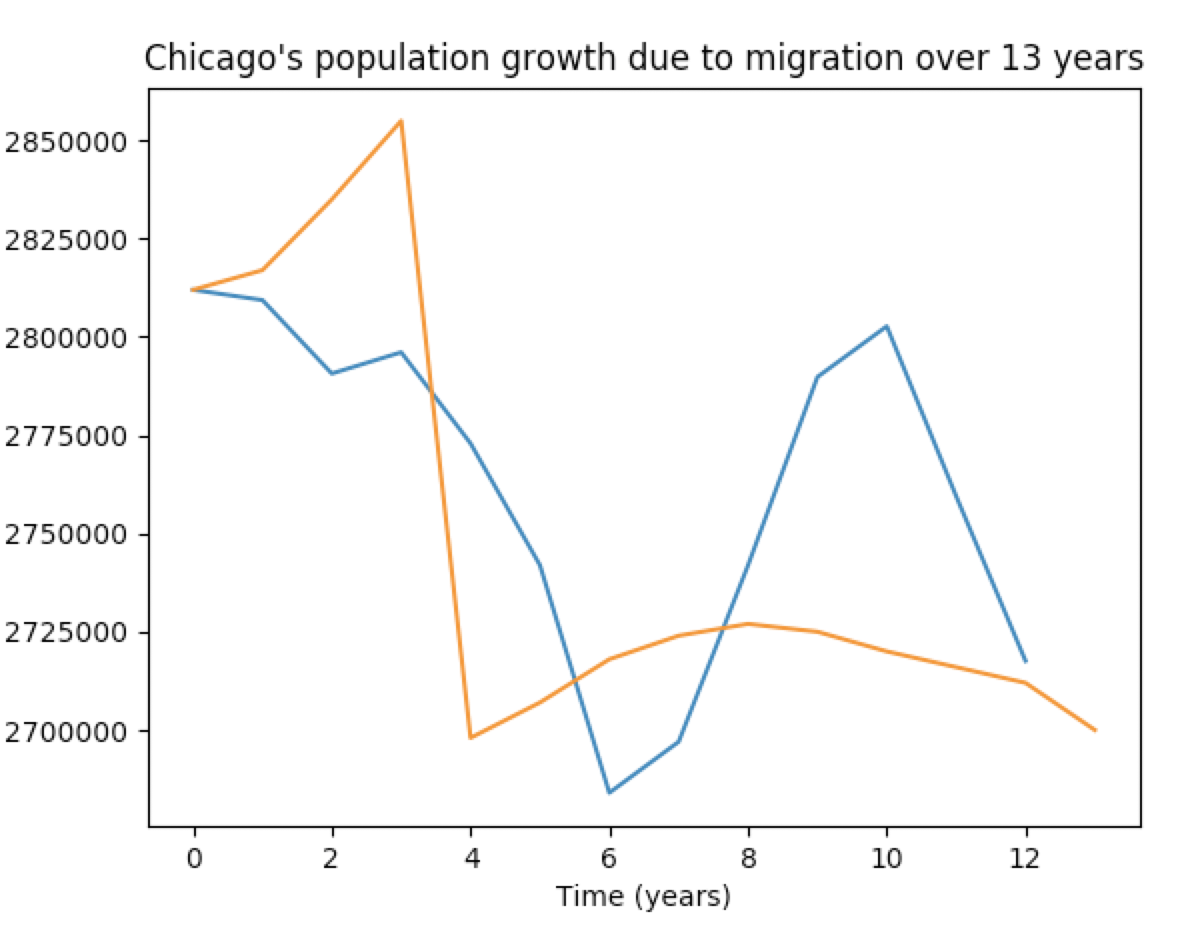 Chicago's population growth due to migration over 13 years
2850000
2825000
2800000
2775000
2750000
2725000
2700000
0 2 4 6 8 10 12
Time (years)